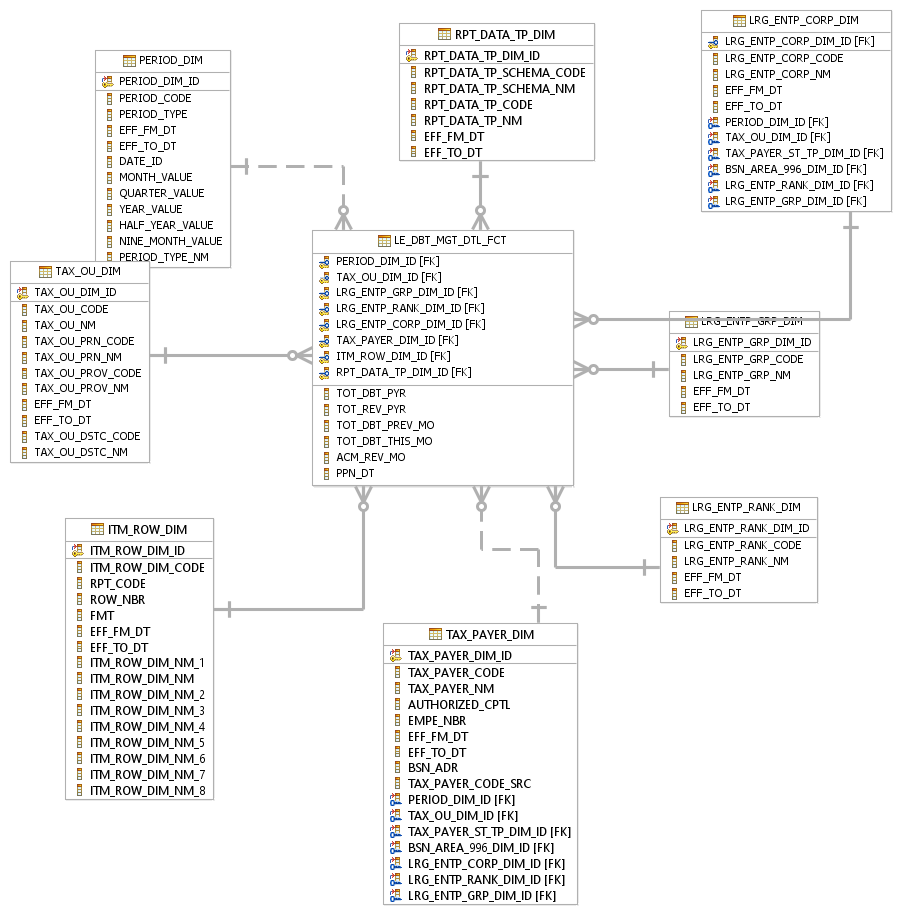 PERIOD_DIM
PERIOD_DIM_ID
PERIOD_CODE
PERIOD_TYPE
EFF_FM_DT
EFF_TO_DT
DATE_ID
MONTH_VALUE
QUARTER_VALUE
YEAR_VALUE
HALF_YEAR_VALUE
NINE_MONTH_VALUE
PERIOD_TYPE_NM
RPT_DATA_TP_DIM
RPT_DATA_TP_DIM_ID
RPT_DATA_TP_SCHEMA_CODE
RPT_DATA_TP_SCHEMA_NM
RPT_DATA_TP_CODE
RPT_DATA_TP_NM
EFF_FM_DT
EFF_TO_DT
LRG_ENTP_CORP_DIM
LRG_ENTP_CORP_DIM_ID [FK]
LRG_ENTP_CORP_CODE
LRG_ENTP_CORP_NM
EFF_FM_DT
EFF_TO_DT
PERIOD_DIM_ID [FK]
TAX_OU_DIM_ID [FK]
TAX_PAYER_ST_TP_DIM_ID [FK]
BSN_AREA_996_DIM_ID [FK]
LRG_ENTP_RANK_DIM_ID [FK]
LRG_ENTP_GRP_DIM_ID [FK]
TAX_OU_DIM
TAX_OU_DIM_ID
TAX_OU_CODE
TAX_OU_NM
TAX_OU_PRN_CODE
TAX_OU_PRN_NM
TAX_OU_PROV_CODE
TAX_OU_PROV_NM
EFF_FM_DT
EFF_TO_DT
TAX_OU_DSTC_CODE
TAX_OU_DSTC_NM
LE_DBT_MGT_DTL_FCT
PERIOD_DIM_ID [FK]
TAX_OU_DIM_ID [FK]
LRG_ENTP_GRP_DIM_ID [FK]
LRG_ENTP_RANK_DIM_ID [FK]
LRG_ENTP_CORP_DIM_ID [FK]
TAX_PAYER_DIM_ID [FK]
ITM_ROW_DIM_ID [FK]
RPT_DATA_TP_DIM_ID [FK]
TOT_DBT_PYR
TOT_REV_PYR
TOT_DBT_PREV_MO
TOT_DBT_THIS_MO
ACM_REV_MO
PPN_DT
LRG_ENTP_GRP_DIM
LRG_ENTP_GRP_DIM_ID
LRG_ENTP_GRP_CODE
LRG_ENTP_GRP_NM
EFF_FM_DT
EFF_TO_DT
ITM_ROW_DIM
ITM_ROW_DIM_ID
ITM_ROW_DIM_CODE
RPT_CODE
ROW_NBR
FMT
EFF_FM_DT
EFF_TO_DT
ITM_ROW_DIM_NM_1
ITM_ROW_DIM_NM
ITM_ROW_DIM_NM_2
ITM_ROW_DIM_NM_3
ITM_ROW_DIM_NM_4
ITM_ROW_DIM_NM_5
ITM_ROW_DIM_NM_6
ITM_ROW_DIM_NM_7
ITM_ROW_DIM_NM_8
LRG_ENTP_RANK_DIM
LRG_ENTP_RANK_DIM_ID
LRG_ENTP_RANK_CODE
LRG_ENTP_RANK_NM
EFF_FM_DT
EFF_TO_DT
TAX_PAYER_DIM
TAX_PAYER_DIM_ID
TAX_PAYER_CODE
TAX_PAYER_NM
AUTHORIZED_CPTL
EMPE_NBR
EFF_FM_DT
EFF_TO_DT
BSN_ADR
TAX_PAYER_CODE_SRC
PERIOD_DIM_ID [FK]
TAX_OU_DIM_ID [FK]
TAX_PAYER_ST_TP_DIM_ID [FK]
BSN_AREA_996_DIM_ID [FK]
LRG_ENTP_CORP_DIM_ID [FK]
LRG_ENTP_RANK_DIM_ID [FK]
LRG_ENTP_GRP_DIM_ID [FK]